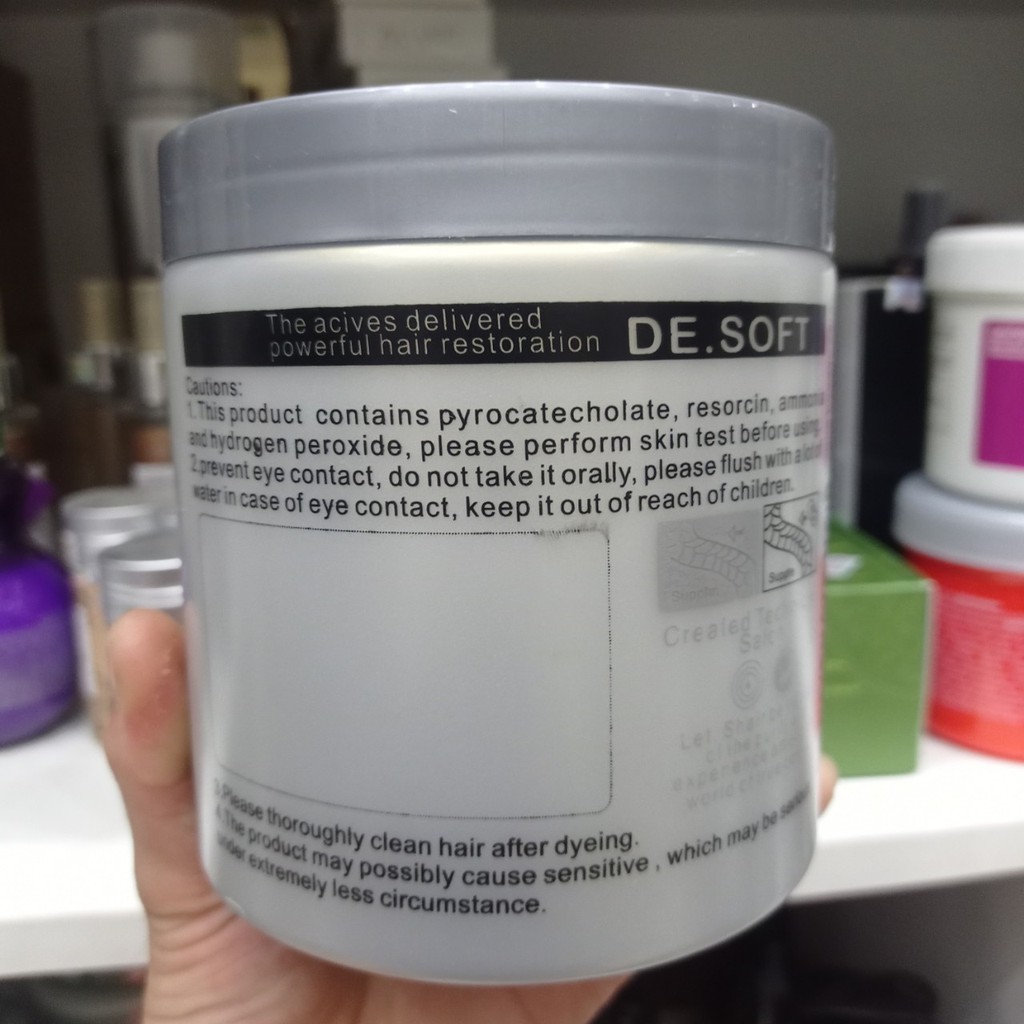 The acives delivered
powerful hair restoration
DE.SOFT
Cautions:
1.This product contains pyrocatecholate, resorcin,
and hydrogen peroxide, please perform skin test before using
2.prevent eye contact, do not take it orally, please flush with a
water in case of eye contact, keep it out of reach of children.
Suppter
Suppte
Created
Let
3.Please thoroughly clean hair after dyeing.
4.The product may possibly cause sensitive , which may be
under extremely less circumstance.